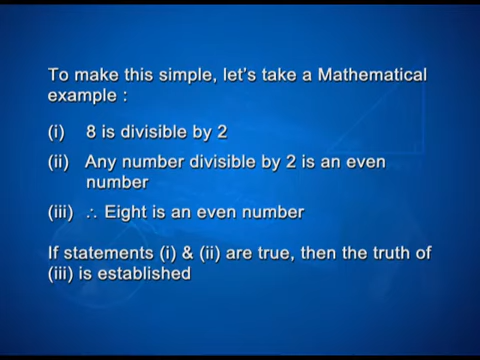 To make this simple, let's take a Mathematical
example :
(i) 8 is divisible by 2
(ii) Any number divisible by 2 is an even
number
(iii) ∴ Eight is an even number
If statements (i) & (ii) are true, then the truth of
(iii) is established